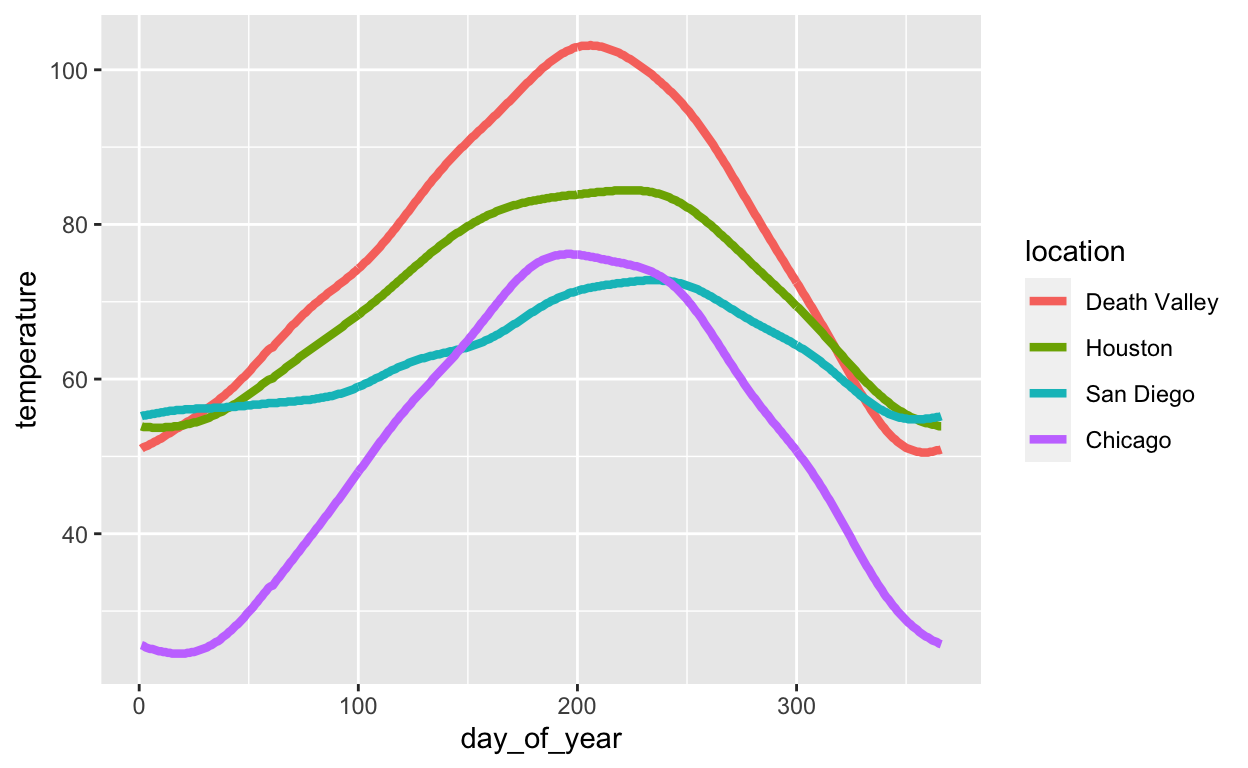 100
80
60
40
temperature
0
100
200
300
day_of_year
location
Death Valley
Houston
San Diego
Chicago